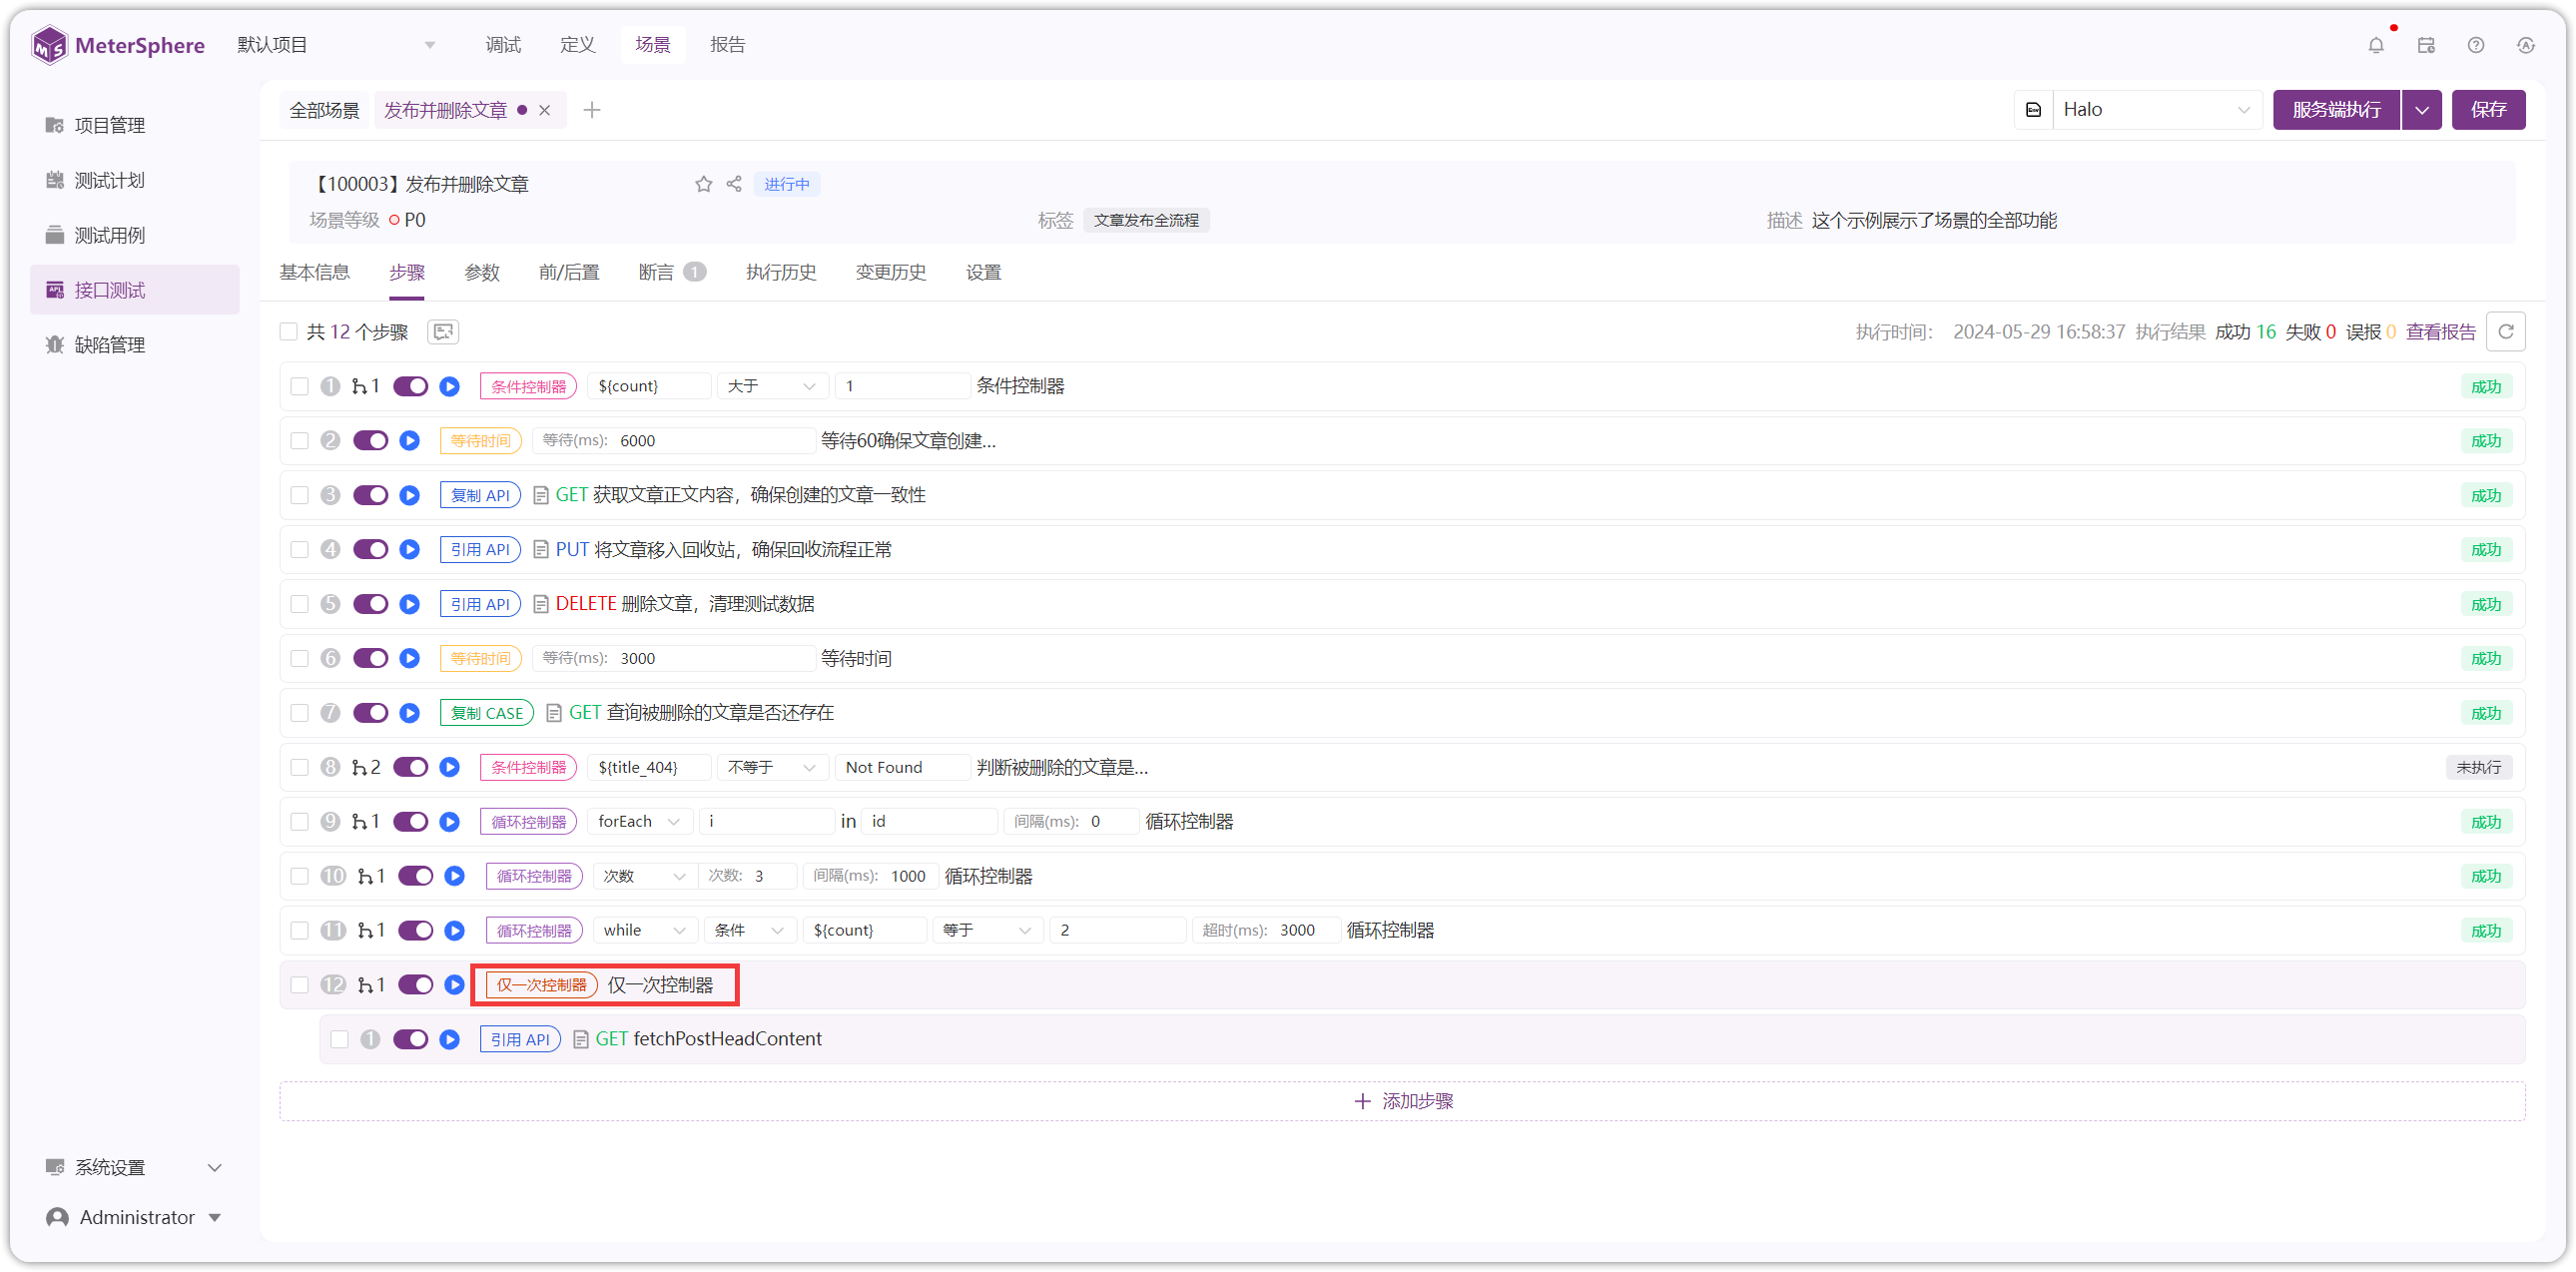 MeterSphere 默认项目 调试 定义 场景 报告
项目管理
测试计划
测试用例
接口测试
缺陷管理
系统设置
Administrator
全部场景 发布并删除文章 Halo 服务端执行 保存
【100003】发布并删除文章 进行中
场景等级 P0 标签 文章发布全流程 描述 这个示例展示了场景的全部功能
基本信息 步骤 参数 前/后置 断言 1 执行历史 变更历史 设置
共 12 个步骤 执行时间： 2024-05-29 16:58:37 执行结果 成功 16 失败 0 误报 0 查看报告
1 1 条件控制器 ${count} 大于 1 条件控制器 成功
2 等待时间 等待(ms): 6000 等待60确保文章创建... 成功
3 复制 API GET 获取文章正文内容，确保创建的文章一致性 成功
4 引用 API PUT 将文章移入回收站，确保回收流程正常 成功
5 引用 API DELETE 删除文章，清理测试数据 成功
6 等待时间 等待(ms): 3000 等待时间 成功
7 复制 CASE GET 查询被删除的文章是否还存在 成功
8 2 条件控制器 ${title_404} 不等于 Not Found 判断被删除的文章是... 未执行
9 1 循环控制器 forEach i in id 间隔(ms): 0 循环控制器 成功
10 1 循环控制器 次数 次数: 3 间隔(ms): 1000 循环控制器 成功
11 1 循环控制器 while 条件 ${count} 等于 2 超时(ms): 3000 循环控制器 成功
12 1 仅一次控制器 仅一次控制器
1 引用 API GET fetchPostHeadContent
添加步骤